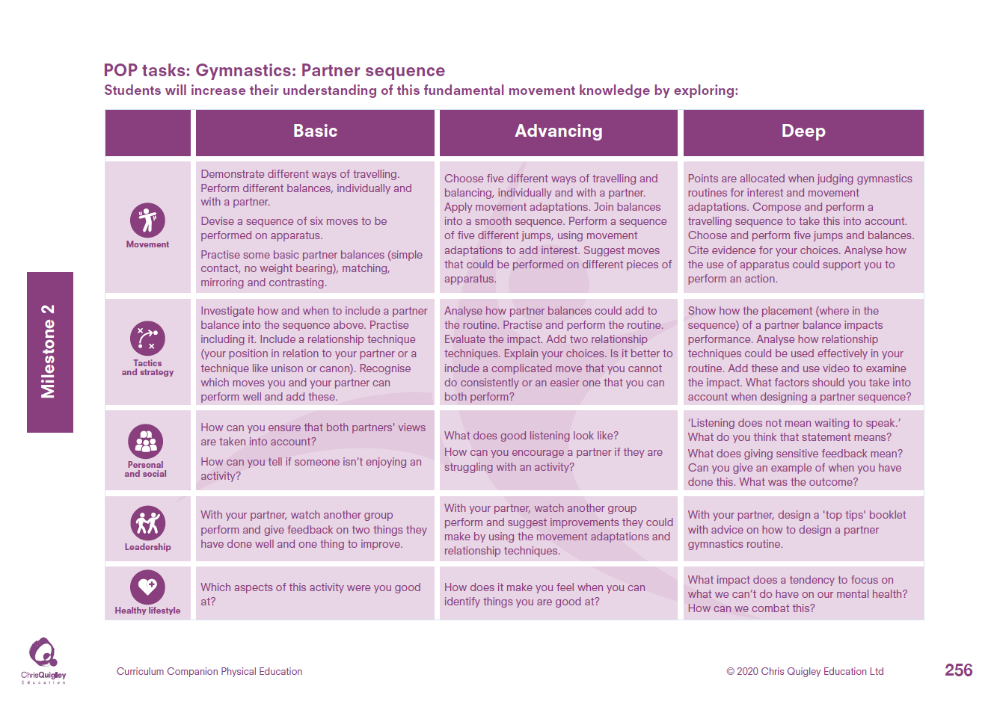 POP tasks: Gymnastics: Partner sequence
Students will increase their understanding of this fundamental movement knowledge by exploring:
Basic
Advancing
Deep
Movement
Demonstrate different ways of travelling.
Perform different balances, individually and
with a partner.
Devise a sequence of six moves to be
performed on apparatus.
Practise some basic partner balances (simple
contact, no weight bearing), matching,
mirroring and contrasting.
Choose five different ways of travelling and
balancing, individually and with a partner.
Apply movement adaptations. Join balances
into a smooth sequence. Perform a sequence
of five different jumps, using movement
adaptations to add interest. Suggest moves
that could be performed on different pieces of
apparatus.
Points are allocated when judging gymnastics
routines for interest and movement
adaptations. Compose and perform a
travelling sequence to take this into account.
Choose and perform five jumps and balances.
Cite evidence for your choices. Analyse how
the use of apparatus could support you to
perform an action.
Tactics
and strategy
Investigate how and when to include a partner
balance into the sequence above. Practise
including it. Include a relationship technique
(your position in relation to your partner or a
technique like unison or canon). Recognise
which moves you and your partner can
perform well and add these.
Analyse how partner balances could add to
the routine. Practise and perform the routine.
Evaluate the impact. Add two relationship
techniques. Explain your choices. Is it better to
include a complicated move that you cannot
do consistently or an easier one that you can
both perform?
Show how the placement (where in the
sequence) of a partner balance impacts
performance. Analyse how relationship
techniques could be used effectively in your
routine. Add these and use video to examine
the impact. What factors should you take into
account when designing a partner sequence?
Personal
and social
How can you ensure that both partners' views
are taken into account?
How can you tell if someone isn’t enjoying an
activity?
What does good listening look like?
How can you encourage a partner if they are
struggling with an activity?
‘Listening does not mean waiting to speak.’
What do you think that statement means?
What does giving sensitive feedback mean?
Can you give an example of when you have
done this. What was the outcome?
Leadership
With your partner, watch another group
perform and give feedback on two things they
have done well and one thing to improve.
With your partner, watch another group
perform and suggest improvements they could
make by using the movement adaptations and
relationship techniques.
With your partner, design a 'top tips' booklet
with advice on how to design a partner
gymnastics routine.
Healthy lifestyle
Which aspects of this activity were you good
at?
How does it make you feel when you can
identify things you are good at?
What impact does a tendency to focus on
what we can’t do have on our mental health?
How can we combat this?
Milestone 2
ChrisQuigley
Education
Curriculum Companion Physical Education
© 2020 Chris Quigley Education Ltd
256